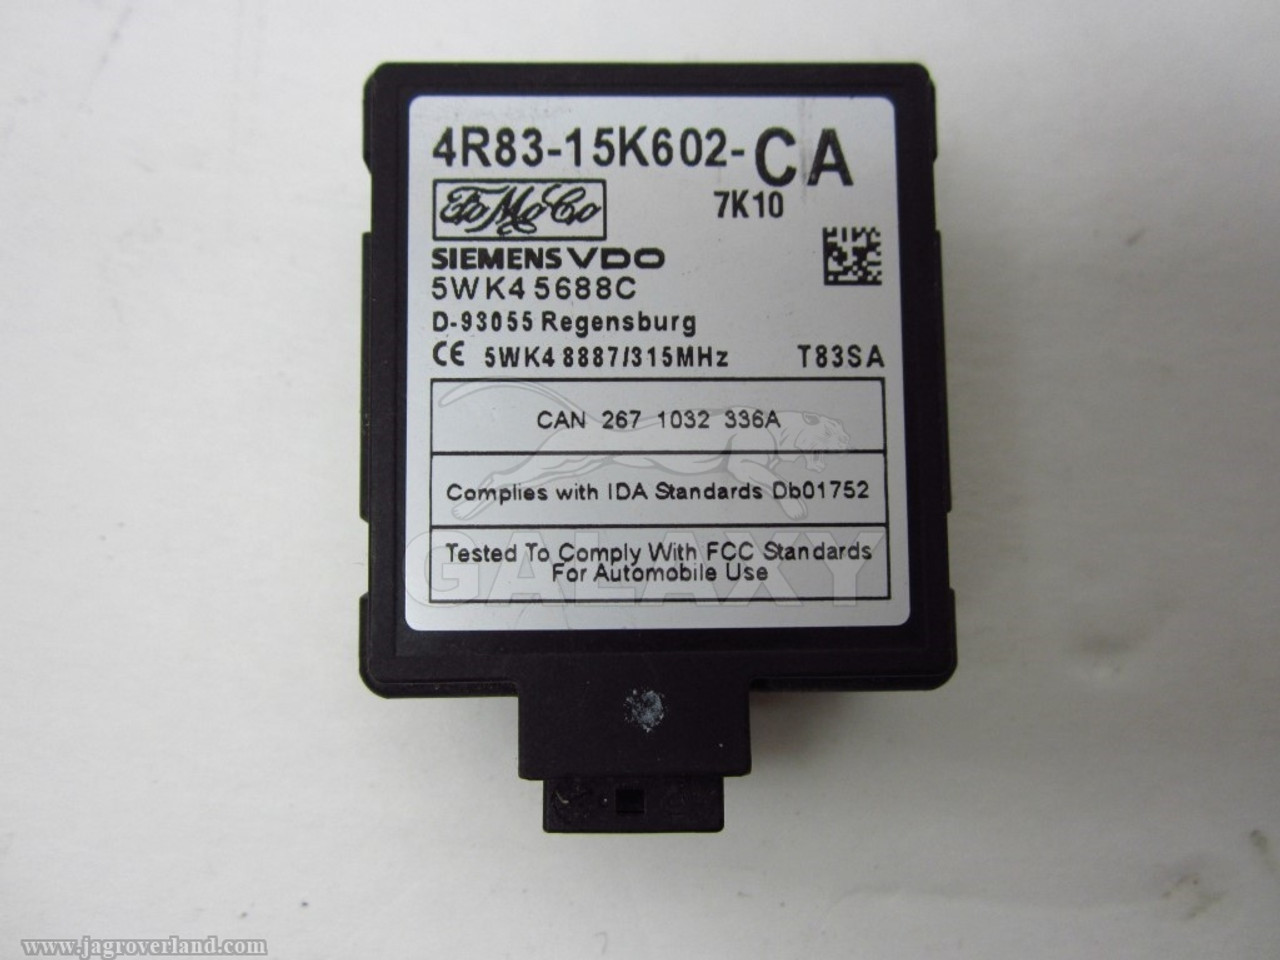 4R83-15K602-CA
FoMoCo
7K10
SIEMENS VDO
5WK4 5688C
D-93055 Regensburg
CE 5WK4 8887/315MHz T83SA
CAN 267 1032 336A
Complies with IDA Standards Db01752
Tested To Comply With FCC Standards
For Automobile Use
GALAXY
www.jagroverland.com